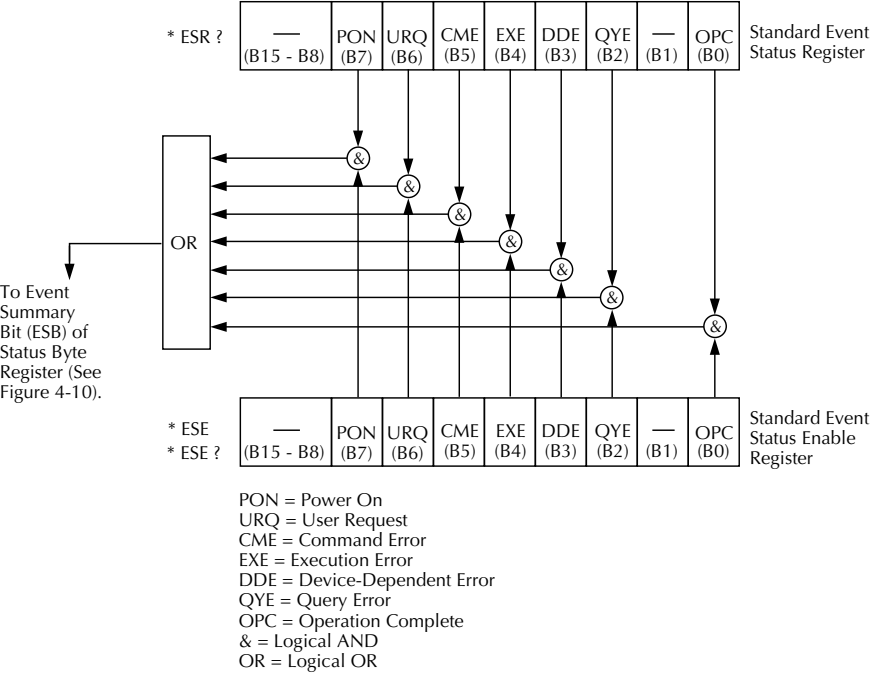 * ESR ?
—
(B15 - B8)
PON
(B7)
URQ
(B6)
CME
(B5)
EXE
(B4)
DDE
(B3)
QYE
(B2)
—
(B1)
OPC
(B0)
Standard Event
Status Register
&
&
&
&
&
&
&
OR
To Event
Summary
Bit (ESB) of
Status Byte
Register (See
Figure 4-10).
* ESE
* ESE ?
—
(B15 - B8)
PON
(B7)
URQ
(B6)
CME
(B5)
EXE
(B4)
DDE
(B3)
QYE
(B2)
—
(B1)
OPC
(B0)
Standard Event
Status Enable
Register
PON = Power On
URQ = User Request
CME = Command Error
EXE = Execution Error
DDE = Device-Dependent Error
QYE = Query Error
OPC = Operation Complete
& = Logical AND
OR = Logical OR